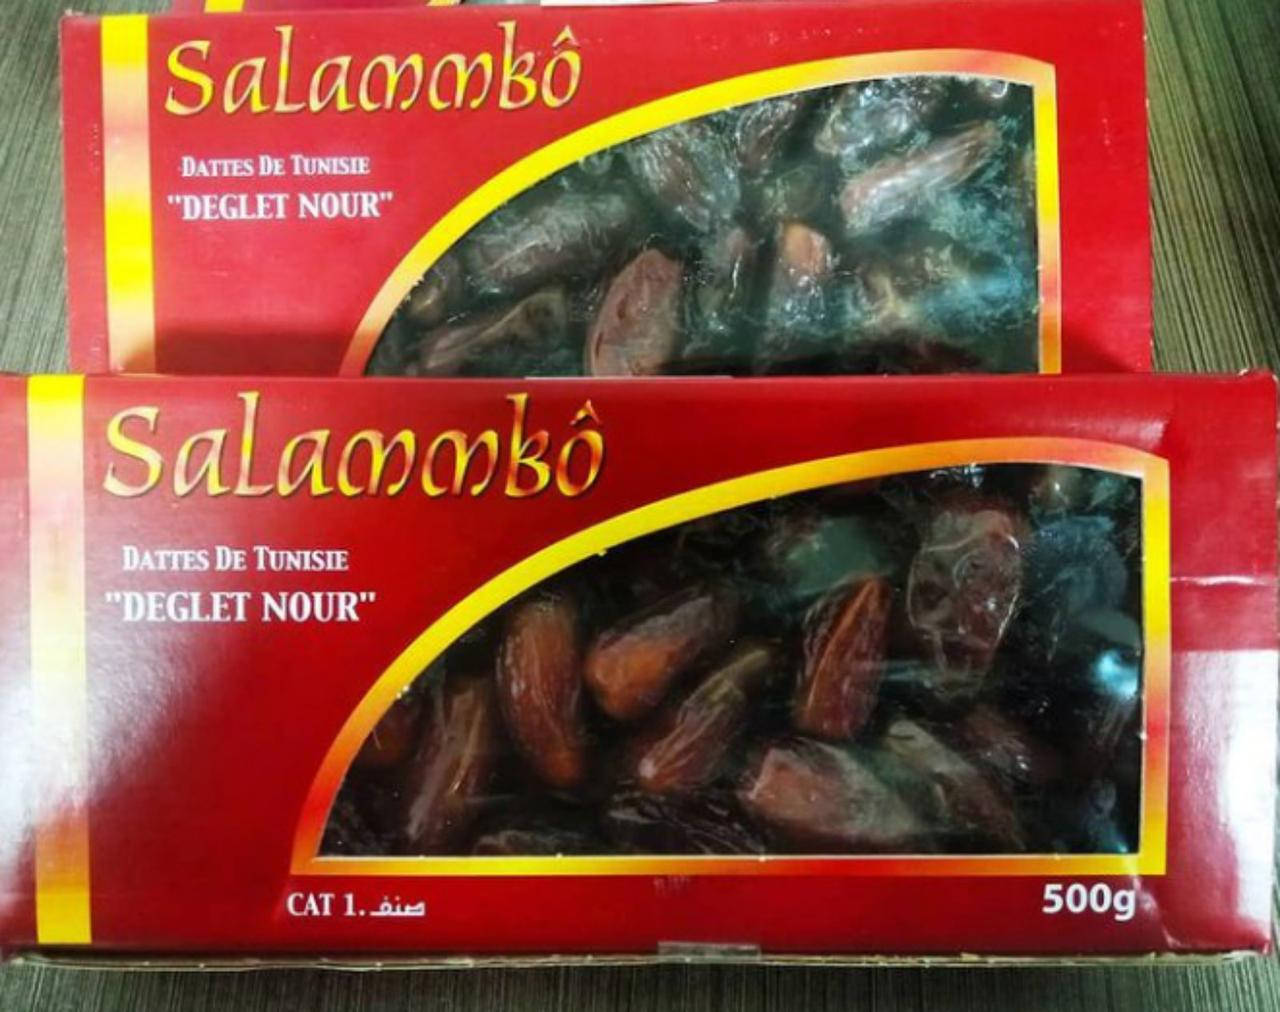 Salammbô
DATTES DE TUNISIE
"DEGLET NOUR"
Salammbô
DATTES DE TUNISIE
"DEGLET NOUR"
CAT 1. صنف
500g